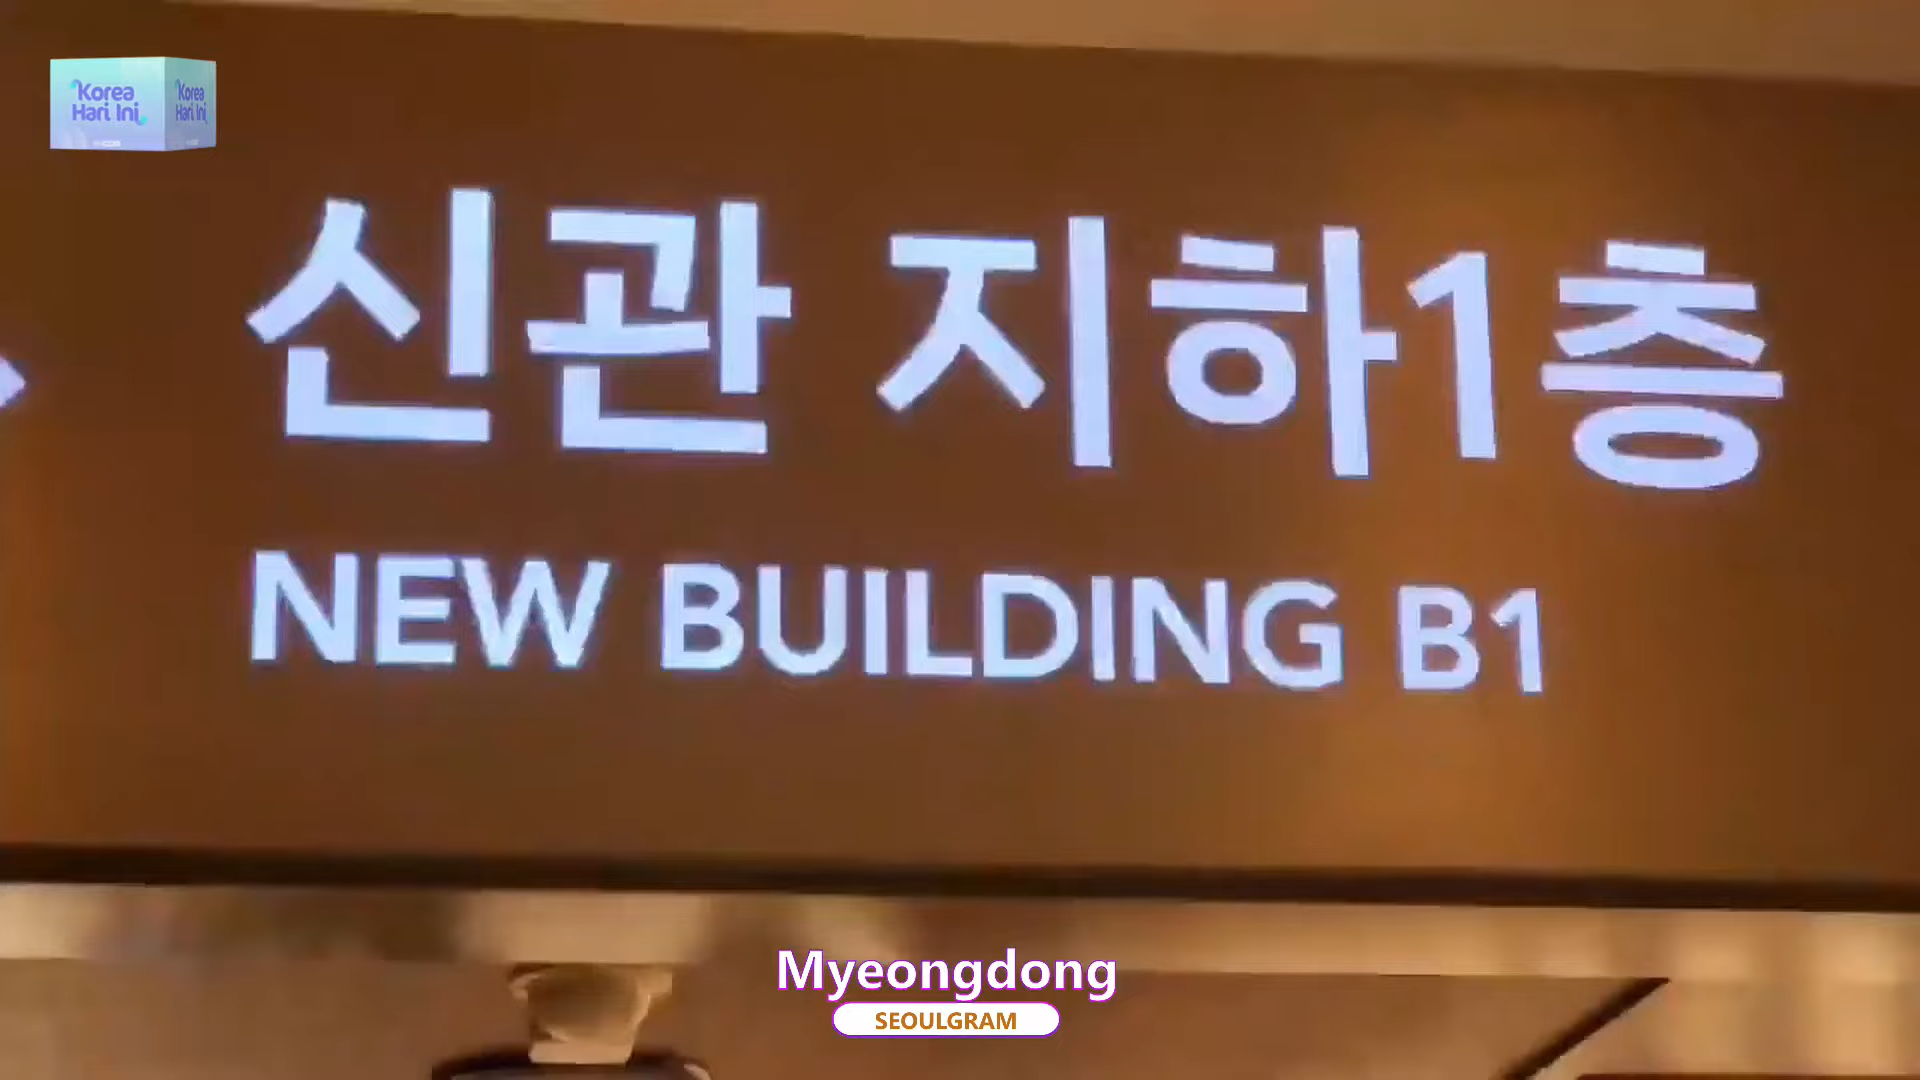 Korea
Hari Ini
Korea
Hari Ini
신관 지하1층
NEW BUILDING B1
Myeongdong
SEOULGRAM